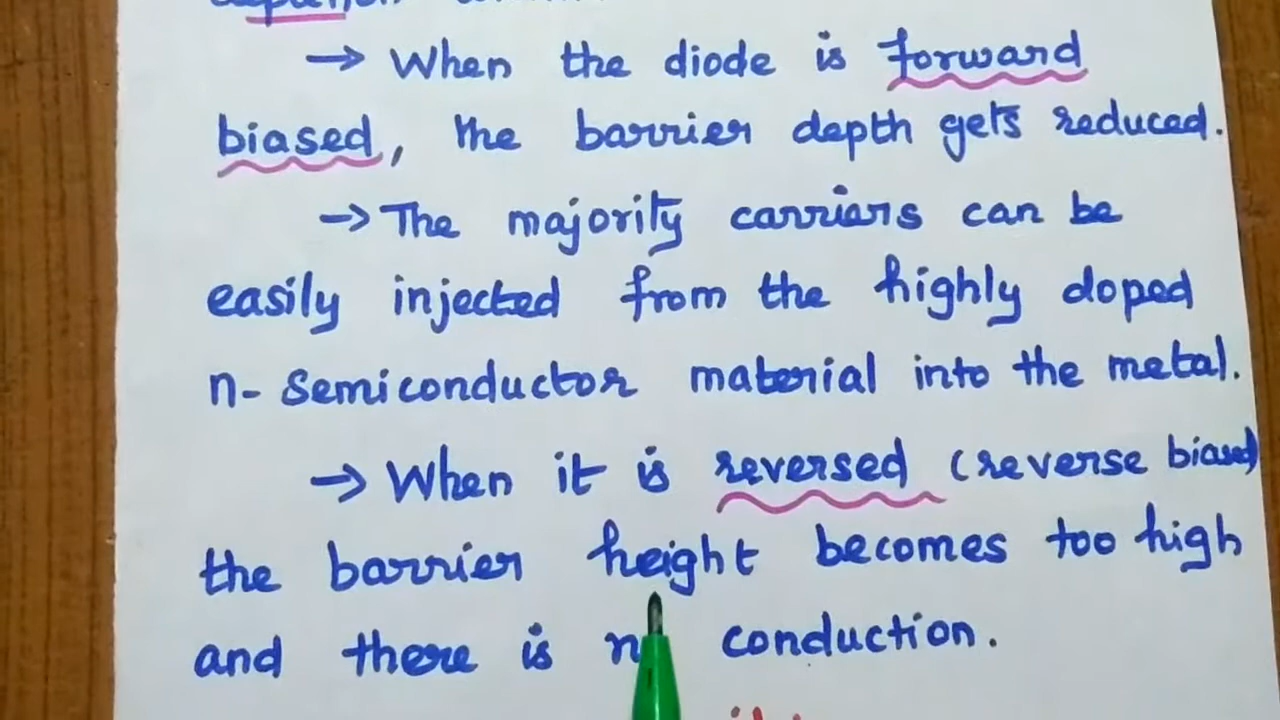 → When the diode is forward
biased, the barrier depth gets reduced.
→ The majority carriers can be
easily injected from the highly doped
n- semiconductor material into the metal.
→ When it is reversed (reverse biased)
the barrier height becomes too high
and there is conduction.